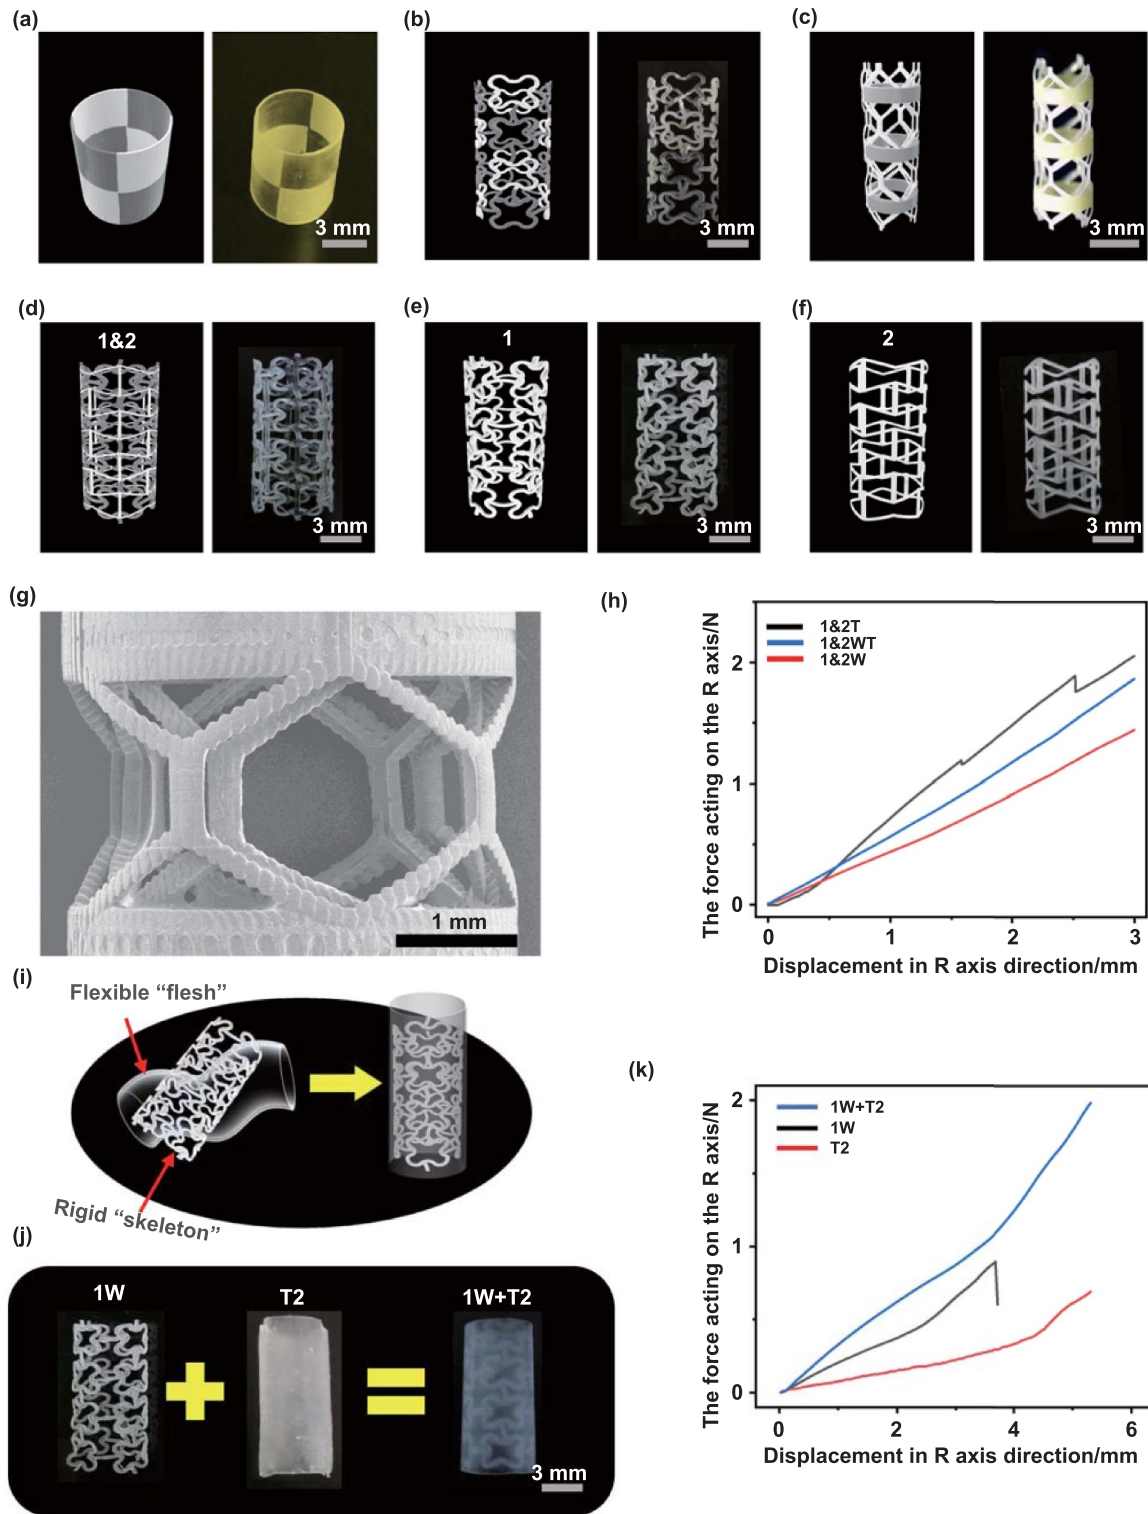 (a)
(b)
(c)
3 mm
3 mm
3 mm
(d)
(e)
(f)
1&2
1
2
3 mm
3 mm
3 mm
(g)
1 mm
(h)
The force acting on the R axis/N
1&2T
1&2WT
1&2W
2
1
0
0
1
2
3
Displacement in R axis direction/mm
(i)
Flexible “flesh”
Rigid “skeleton”
(j)
1W
T2
1W+T2
3 mm
(k)
The force acting on the R axis/N
1W+T2
1W
T2
2
1
0
0
2
4
6
Displacement in R axis direction/mm